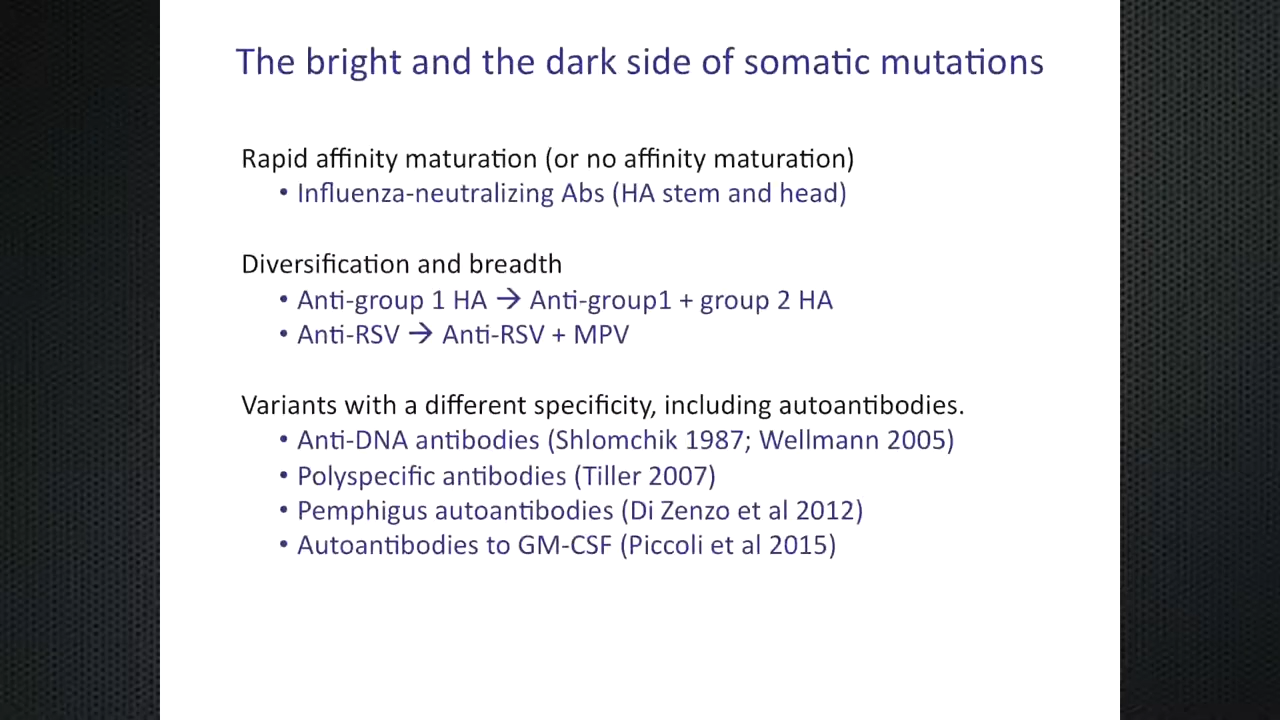 The bright and the dark side of somatic mutations
Rapid affinity maturation (or no affinity maturation)
• Influenza-neutralizing Abs (HA stem and head)
Diversification and breadth
• Anti-group 1 HA → Anti-group1 + group 2 HA
• Anti-RSV → Anti-RSV + MPV
Variants with a different specificity, including autoantibodies.
• Anti-DNA antibodies (Shlomchik 1987; Wellmann 2005)
• Polyspecific antibodies (Tiller 2007)
• Pemphigus autoantibodies (Di Zenzo et al 2012)
• Autoantibodies to GM-CSF (Piccoli et al 2015)